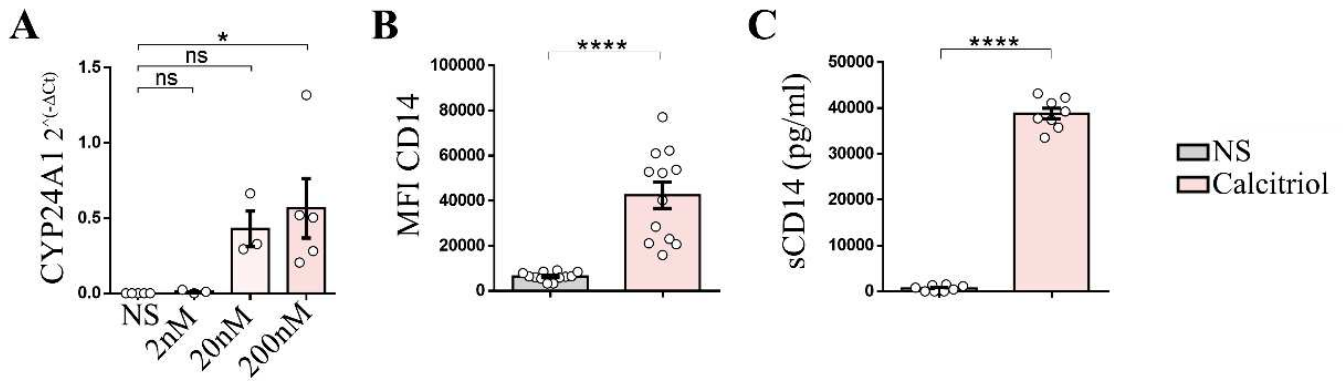 A
CYP24A1 2^(-ΔCt)
*
ns
ns
1.5
1.0
0.5
0.0
NS
2nM
20nM
200nM
B
MFI CD14
****
100000
80000
60000
40000
20000
0
C
sCD14 (pg/ml)
****
50000
40000
30000
20000
10000
0
NS
Calcitriol